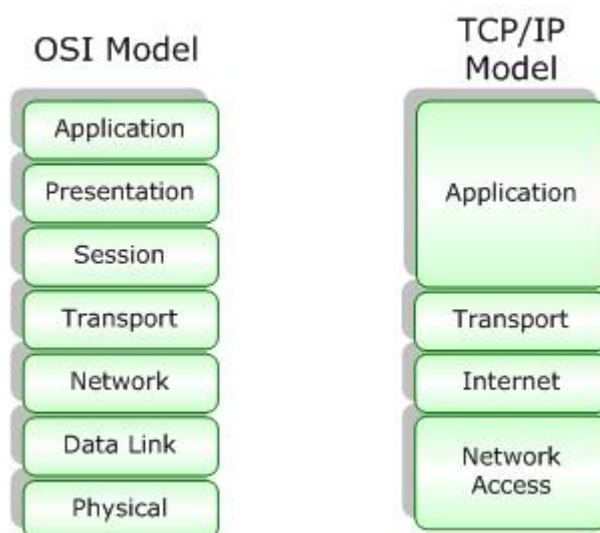 OSI Model
Application
Presentation
Session
Transport
Network
Data Link
Physical
TCP/IP
Model
Application
Transport
Internet
Network
Access